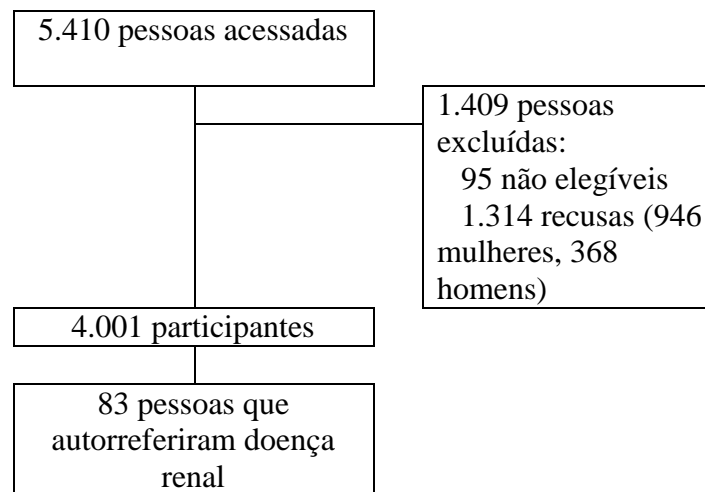 5.410 pessoas acessadas
1.409 pessoas
excluídas:
95 não elegíveis
1.314 recusas (946
mulheres, 368
homens)
4.001 participantes
83 pessoas que
autorreferiram doença
renal